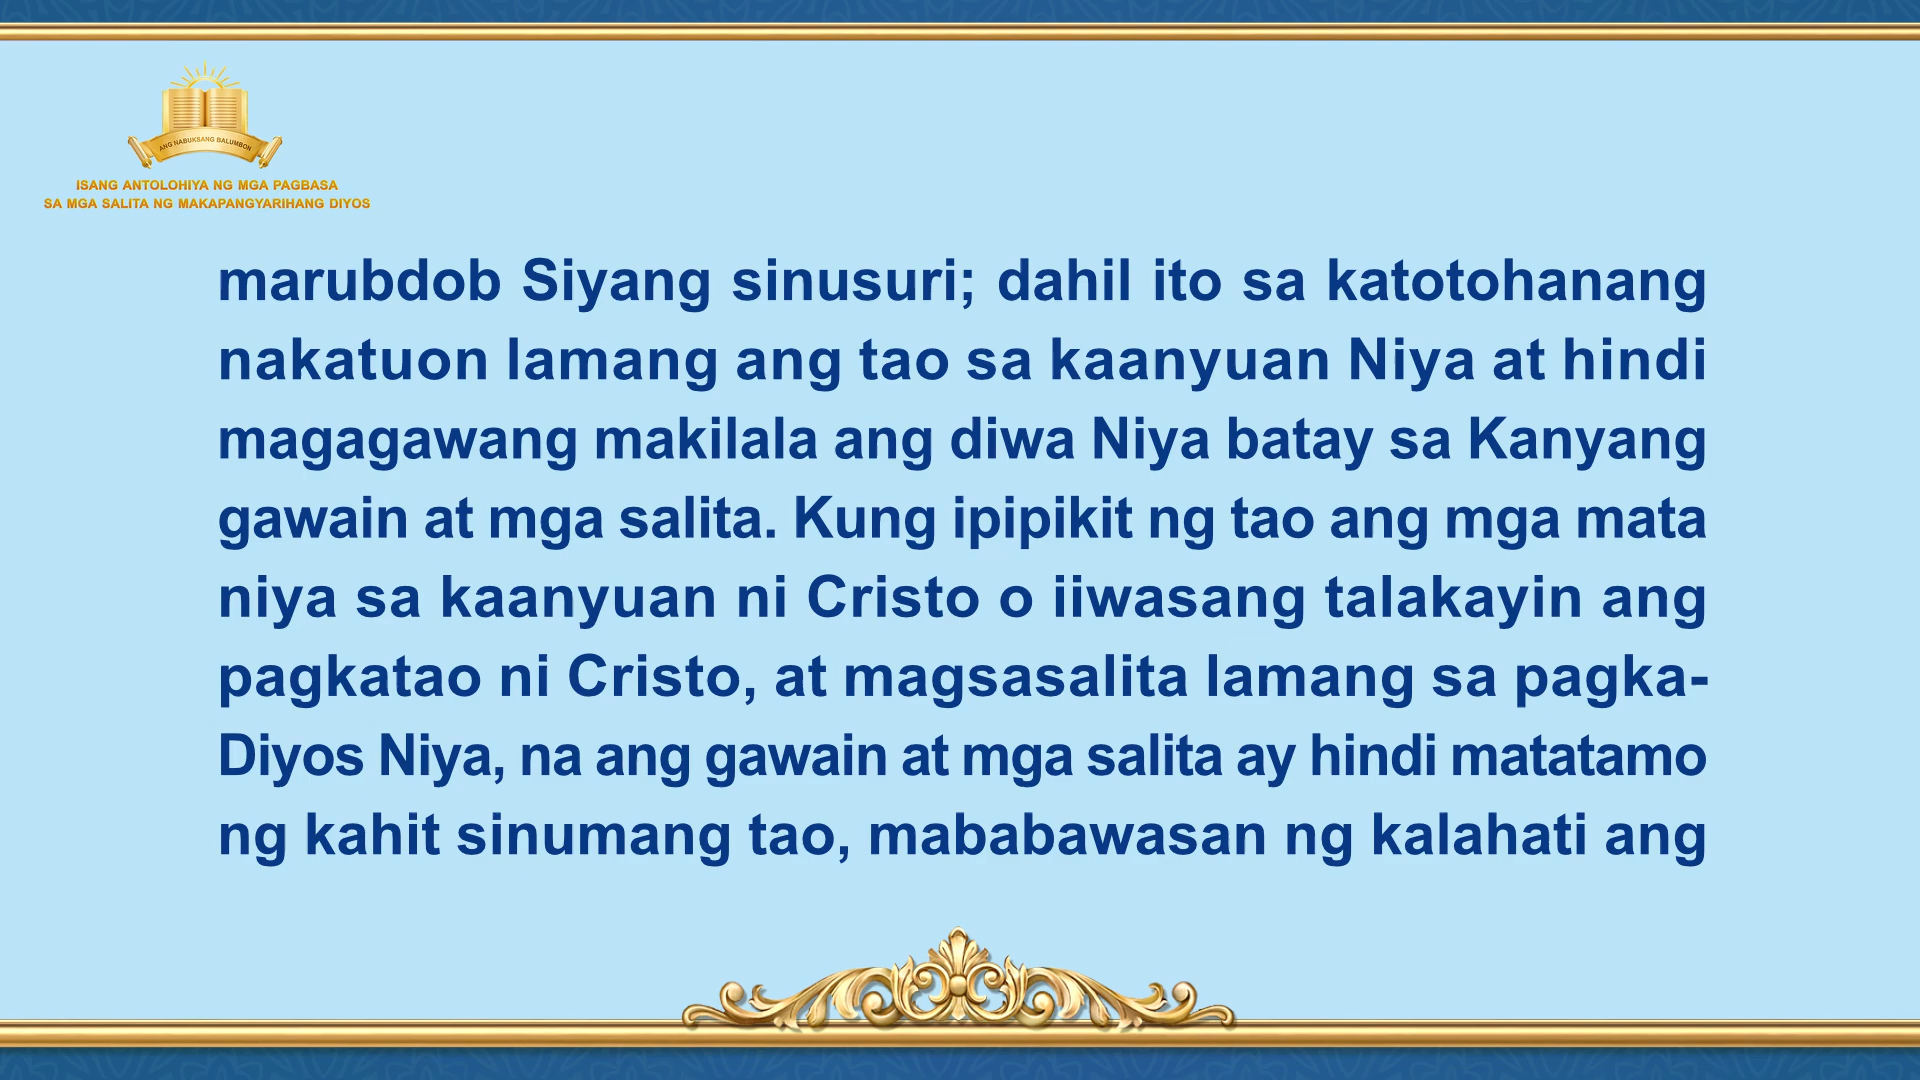 ANG NABUKSANG BALUMBON
ISANG ANTOLOHIYA NG MGA PAGBASA
SA MGA SALITA NG MAKAPANGYARIHANG DIYOS
marubdob Siyang sinusuri; dahil ito sa katotohanang
nakatuon lamang ang tao sa kaanyuan Niya at hindi
magagawang makilala ang diwa Niya batay sa Kanyang
gawain at mga salita. Kung ipipikit ng tao ang mga mata
niya sa kaanyuan ni Cristo o iiwasang talakayin ang
pagkatao ni Cristo, at magsasalita lamang sa pagka-
Diyos Niya, na ang gawain at mga salita ay hindi matatamo
ng kahit sinumang tao, mababawasan ng kalahati ang